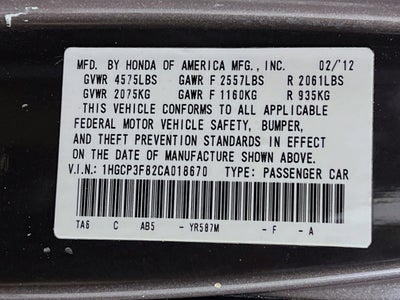 MFD. BY HONDA OF AMERICA MFG., INC. 02/'12
GVWR 4575LBS GAWR F 2557LBS R 2061LBS
GVWR 2075KG GAWR F 1160KG R 935KG
THIS VEHICLE CONFORMS TO ALL APPLICABLE
FEDERAL MOTOR VEHICLE SAFETY, BUMPER,
AND THEFT PREVENTION STANDARDS IN EFFECT
ON THE DATE OF MANUFACTURE SHOWN ABOVE.
V.I.N.: 1HGCP3F82CA018670 TYPE: PASSENGER CAR
TA6 C AB5 - YR587M - F - A